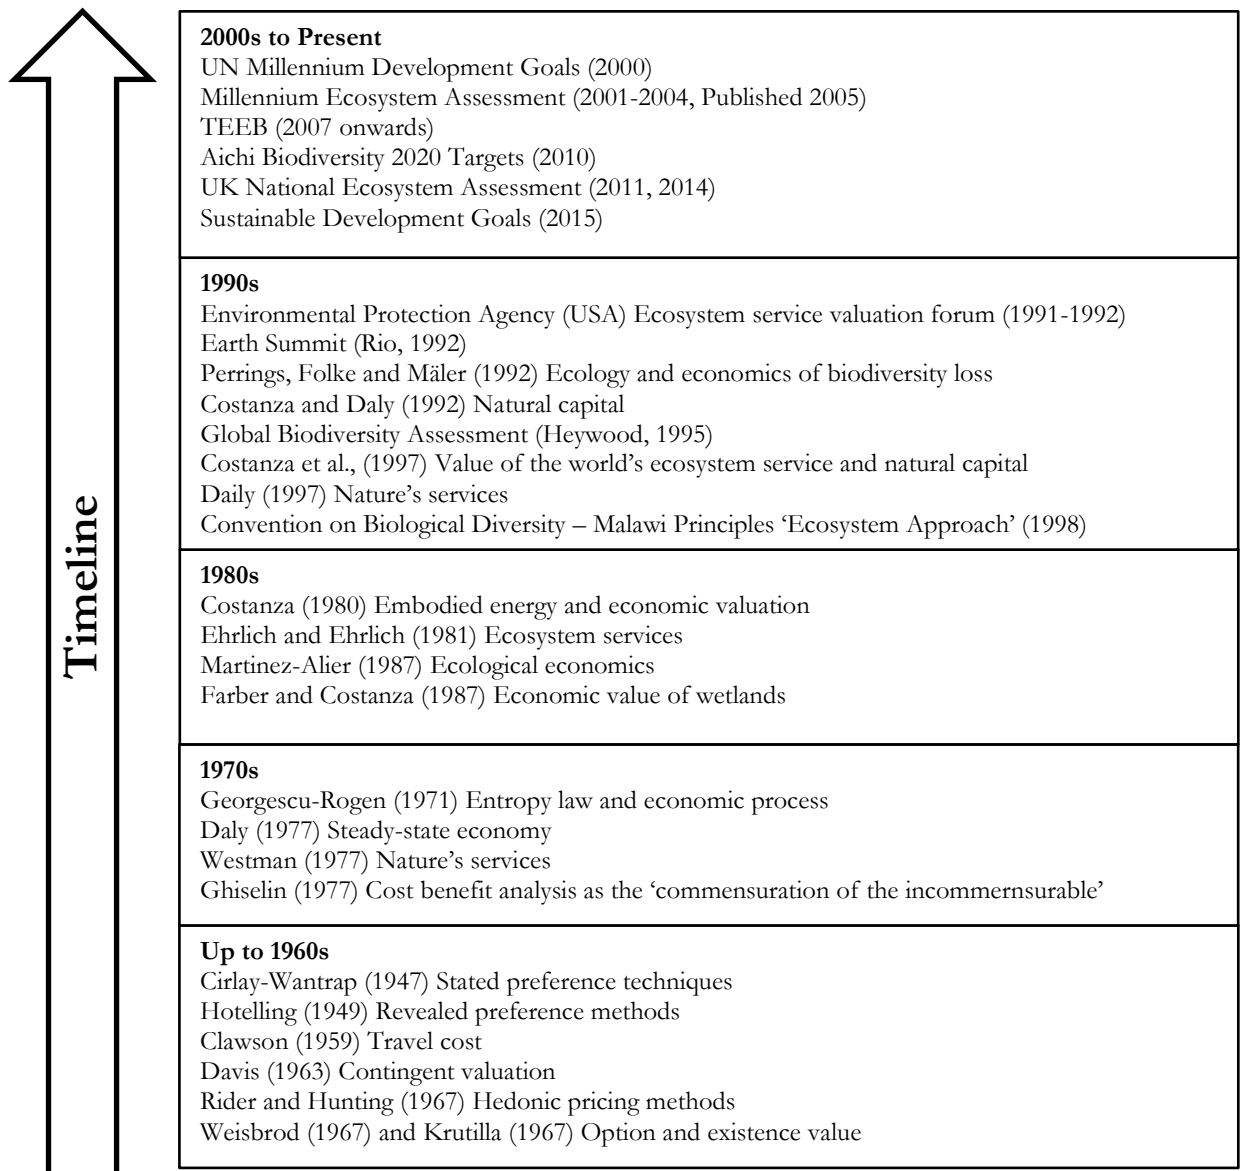 Timeline
2000s to Present
UN Millennium Development Goals (2000)
Millennium Ecosystem Assessment (2001-2004, Published 2005)
TEEB (2007 onwards)
Aichi Biodiversity 2020 Targets (2010)
UK National Ecosystem Assessment (2011, 2014)
Sustainable Development Goals (2015)
1990s
Environmental Protection Agency (USA) Ecosystem service valuation forum (1991-1992)
Earth Summit (Rio, 1992)
Perrings, Folke and Mäler (1992) Ecology and economics of biodiversity loss
Costanza and Daly (1992) Natural capital
Global Biodiversity Assessment (Heywood, 1995)
Costanza et al., (1997) Value of the world’s ecosystem service and natural capital
Daily (1997) Nature’s services
Convention on Biological Diversity – Malawi Principles ‘Ecosystem Approach’ (1998)
1980s
Costanza (1980) Embodied energy and economic valuation
Ehrlich and Ehrlich (1981) Ecosystem services
Martinez-Alier (1987) Ecological economics
Farber and Costanza (1987) Economic value of wetlands
1970s
Georgescu-Rogen (1971) Entropy law and economic process
Daly (1977) Steady-state economy
Westman (1977) Nature’s services
Ghiselin (1977) Cost benefit analysis as the ‘commensuration of the incommernsurable’
Up to 1960s
Cirlay-Wantrap (1947) Stated preference techniques
Hotelling (1949) Revealed preference methods
Clawson (1959) Travel cost
Davis (1963) Contingent valuation
Rider and Hunting (1967) Hedonic pricing methods
Weisbrod (1967) and Krutilla (1967) Option and existence value